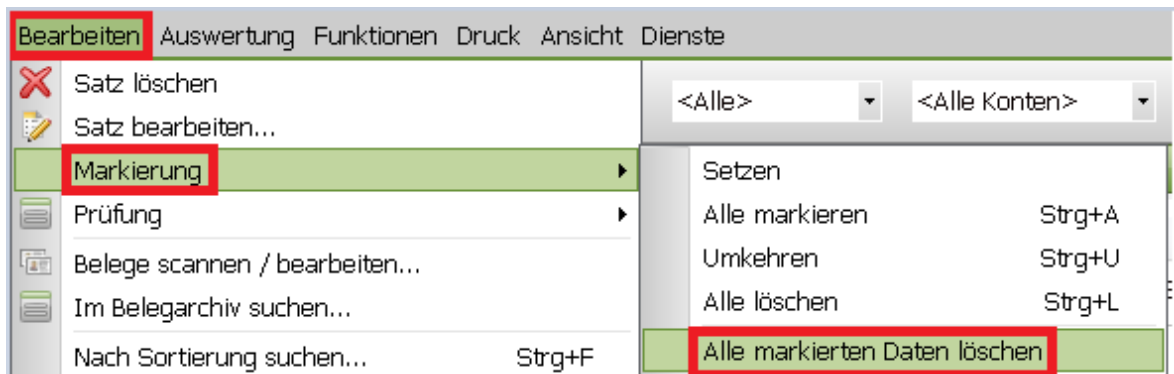 Bearbeiten Auswertung Funktionen Druck Ansicht Dienste
Satz löschen
Satz bearbeiten...
Markierung
Prüfung
Belege scannen / bearbeiten...
Im Belegarchiv suchen...
Nach Sortierung suchen... Strg+F
<Alle> <Alle Konten>
Setzen
Alle markieren Strg+A
Umkehren Strg+U
Alle löschen Strg+L
Alle markierten Daten löschen